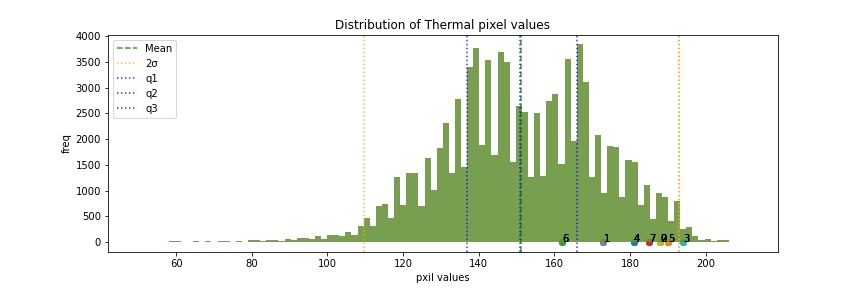 Distribution of Thermal pixel values
Mean
2σ
q1
q2
q3
freq
4000
3500
3000
2500
2000
1500
1000
500
0
6 1 4 7 5 3
60 80 100 120 140 160 180 200
pxil values